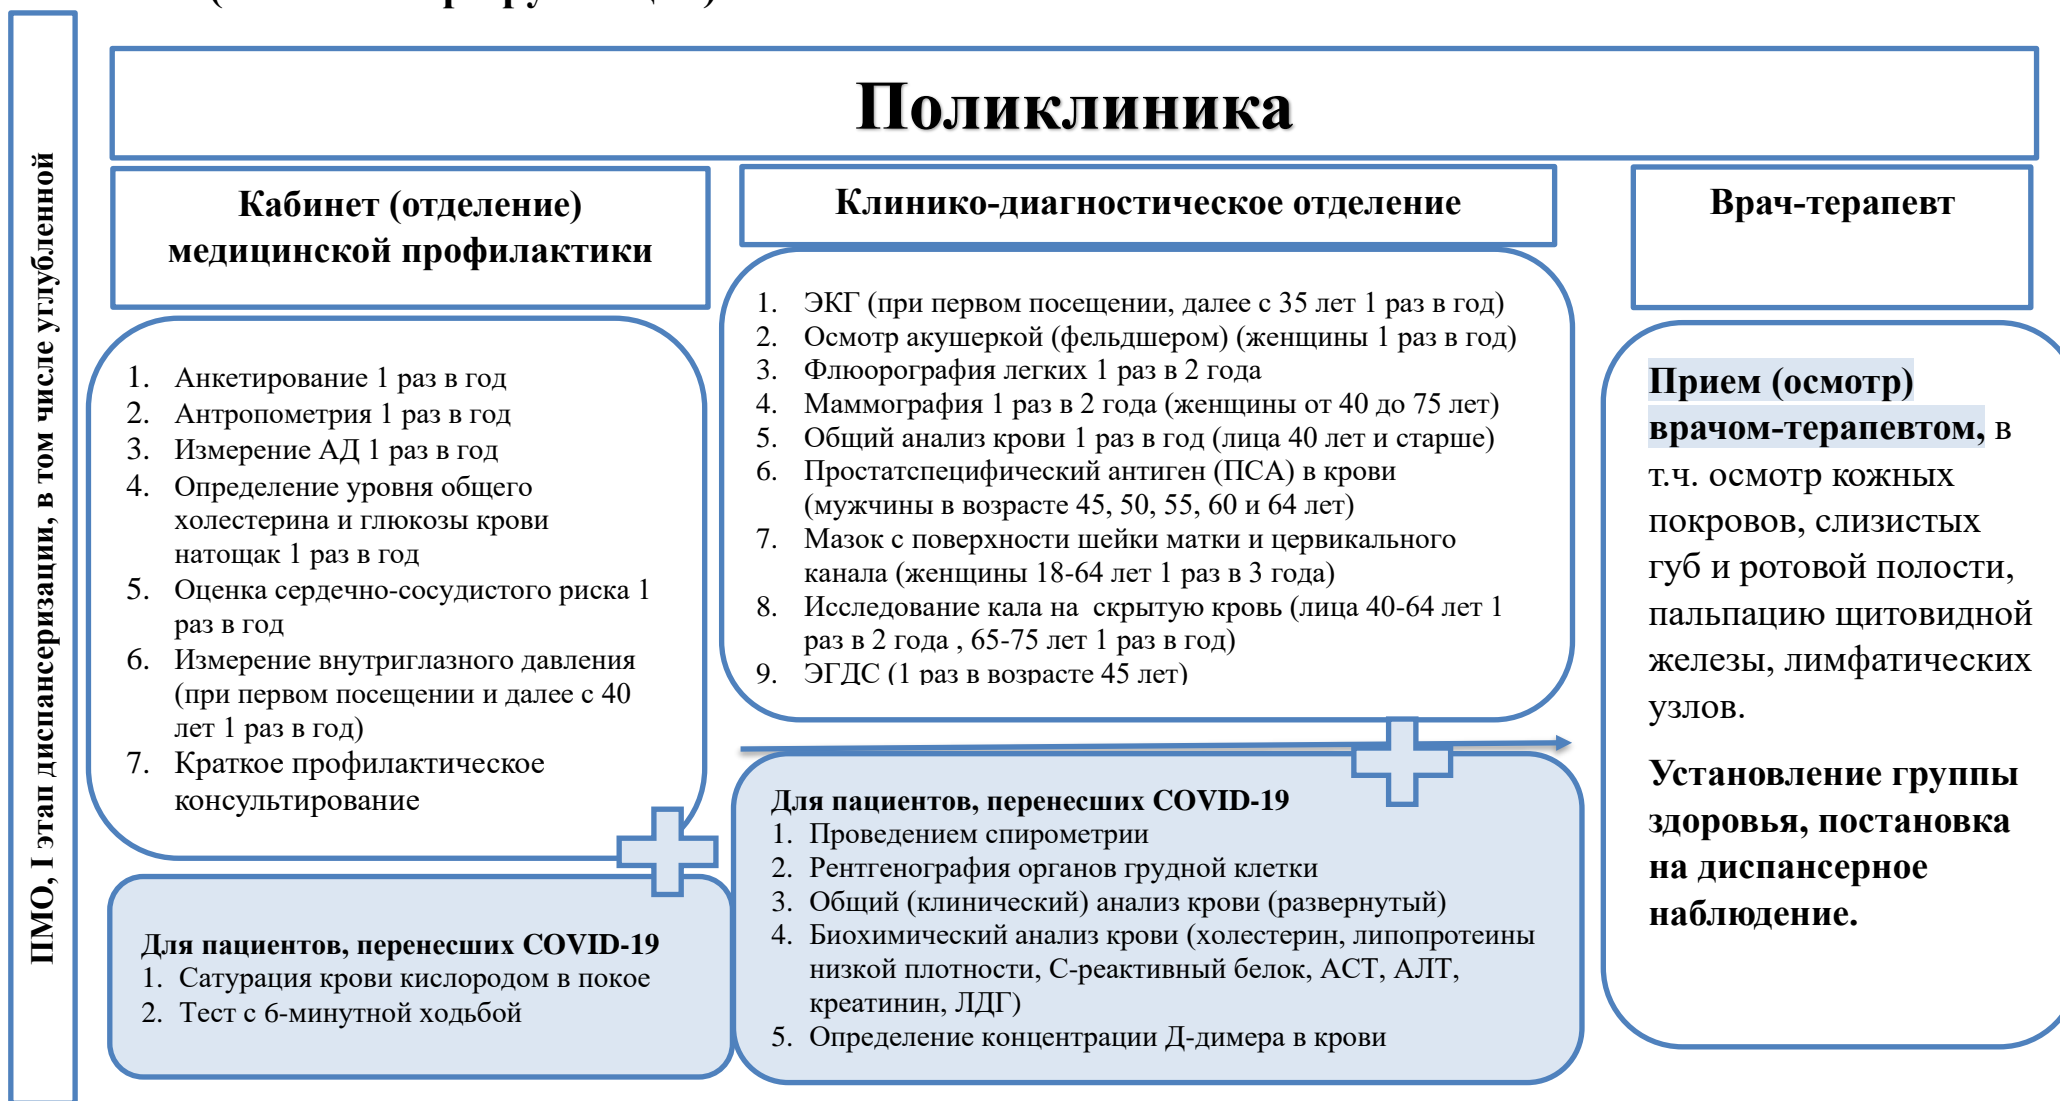 ПМО, I этап диспансеризации, в том числе углубленной
Поликлиника
Кабинет (отделение)
медицинской профилактики
1. Анкетирование 1 раз в год
2. Антропометрия 1 раз в год
3. Измерение АД 1 раз в год
4. Определение уровня общего
холестерина и глюкозы крови
натощак 1 раз в год
5. Оценка сердечно-сосудистого риска 1
раз в год
6. Измерение внутриглазного давления
(при первом посещении и далее с 40
лет 1 раз в год)
7. Краткое профилактическое
консультирование
Для пациентов, перенесших COVID-19
1. Сатурация крови кислородом в покое
2. Тест с 6-минутной ходьбой
Клинико-диагностическое отделение
1. ЭКГ (при первом посещении, далее с 35 лет 1 раз в год)
2. Осмотр акушеркой (фельдшером) (женщины 1 раз в год)
3. Флюорография легких 1 раз в 2 года
4. Маммография 1 раз в 2 года (женщины от 40 до 75 лет)
5. Общий анализ крови 1 раз в год (лица 40 лет и старше)
6. Простатспецифический антиген (ПСА) в крови
(мужчины в возрасте 45, 50, 55, 60 и 64 лет)
7. Мазок с поверхности шейки матки и цервикального
канала (женщины 18-64 лет 1 раз в 3 года)
8. Исследование кала на скрытую кровь (лица 40-64 лет 1
раз в 2 года , 65-75 лет 1 раз в год)
9. ЭГДС (1 раз в возрасте 45 лет)
Для пациентов, перенесших COVID-19
1. Проведением спирометрии
2. Рентгенография органов грудной клетки
3. Общий (клинический) анализ крови (развернутый)
4. Биохимический анализ крови (холестерин, липопротеины
низкой плотности, С-реактивный белок, АСТ, АЛТ,
креатинин, ЛДГ)
5. Определение концентрации Д-димера в крови
Врач-терапевт
Прием (осмотр)
врачом-терапевтом, в
т.ч. осмотр кожных
покровов, слизистых
губ и ротовой полости,
пальпацию щитовидной
железы, лимфатических
узлов.
Установление группы
здоровья, постановка
на диспансерное
наблюдение.